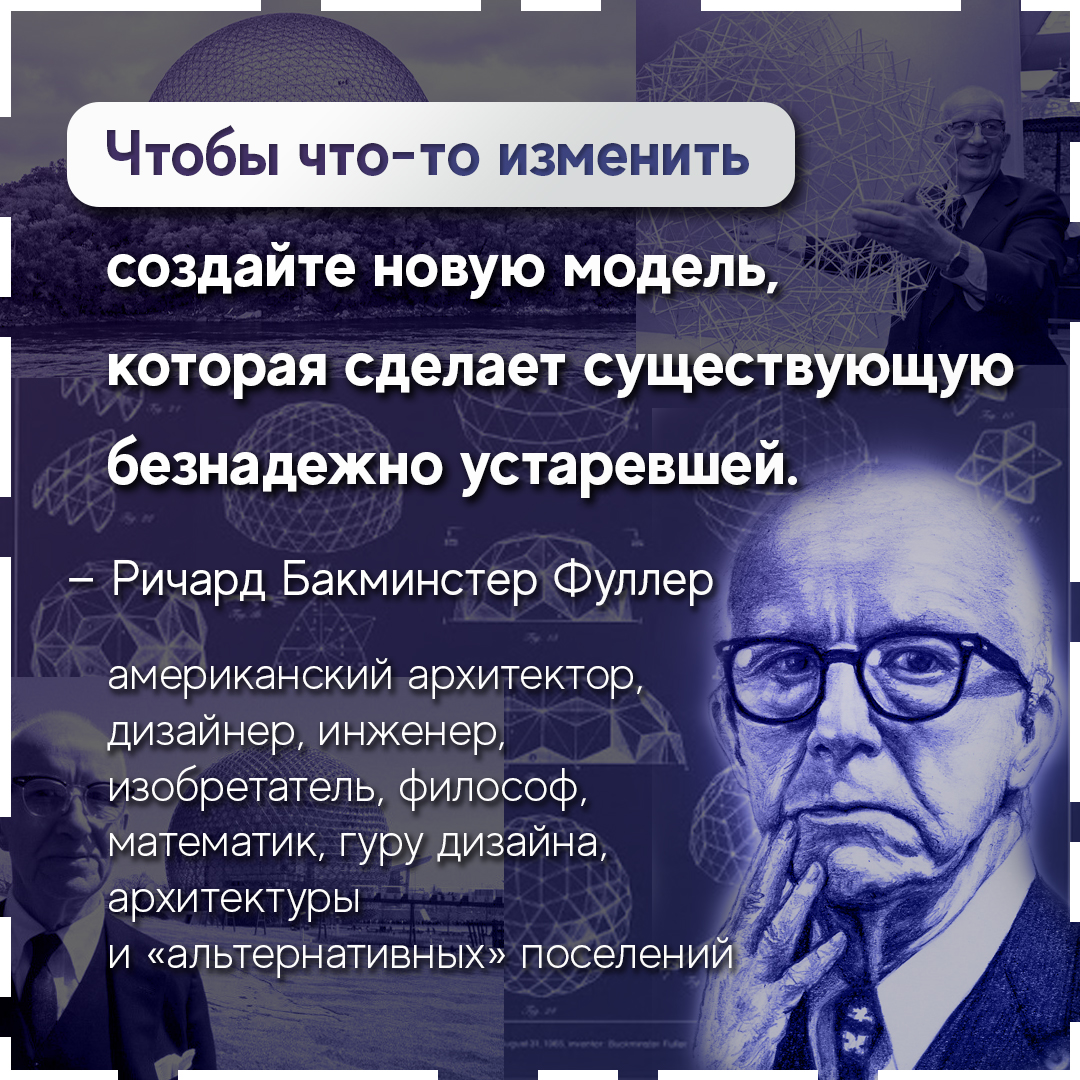 Чтобы что-то изменить
создайте новую модель,
которая сделает существующую
безнадежно устаревшей.
– Ричард Бакминстер Фуллер
американский архитектор,
дизайнер, инженер,
изобретатель, философ,
математик, гуру дизайна,
архитектуры
и «альтернативных» поселений